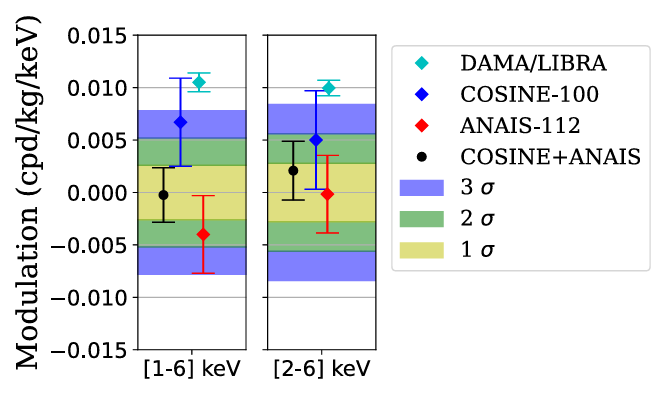 Modulation (cpd/kg/keV)
0.015
0.010
0.005
0.000
−0.005
−0.010
−0.015
[1-6] keV
[2-6] keV
DAMA/LIBRA
COSINE-100
ANAIS-112
COSINE+ANAIS
3 σ
2 σ
1 σ